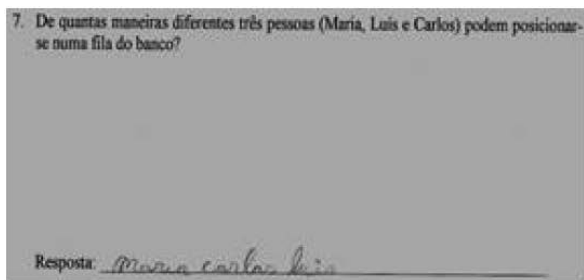 7. De quantas maneiras diferentes três pessoas (Maria, Luis e Carlos) podem posicionar-
se numa fila do banco?
Resposta: Maria carlos luis